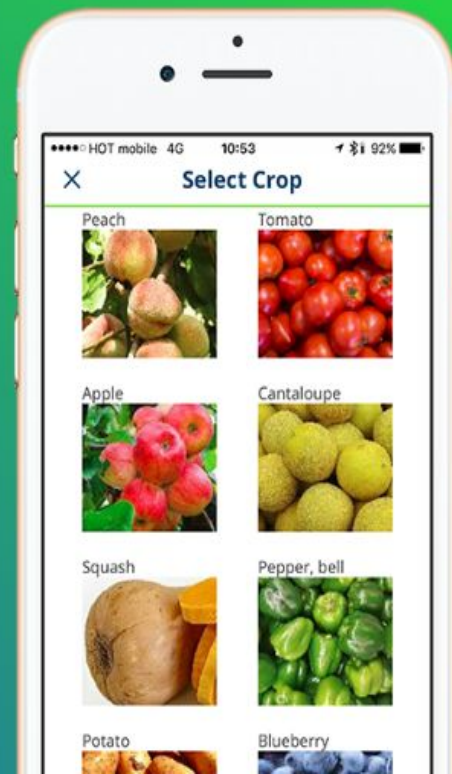 HOT mobile 4G 10:53 92%
Select Crop
Peach Tomato
Apple Cantaloupe
Squash Pepper, bell
Potato Blueberry